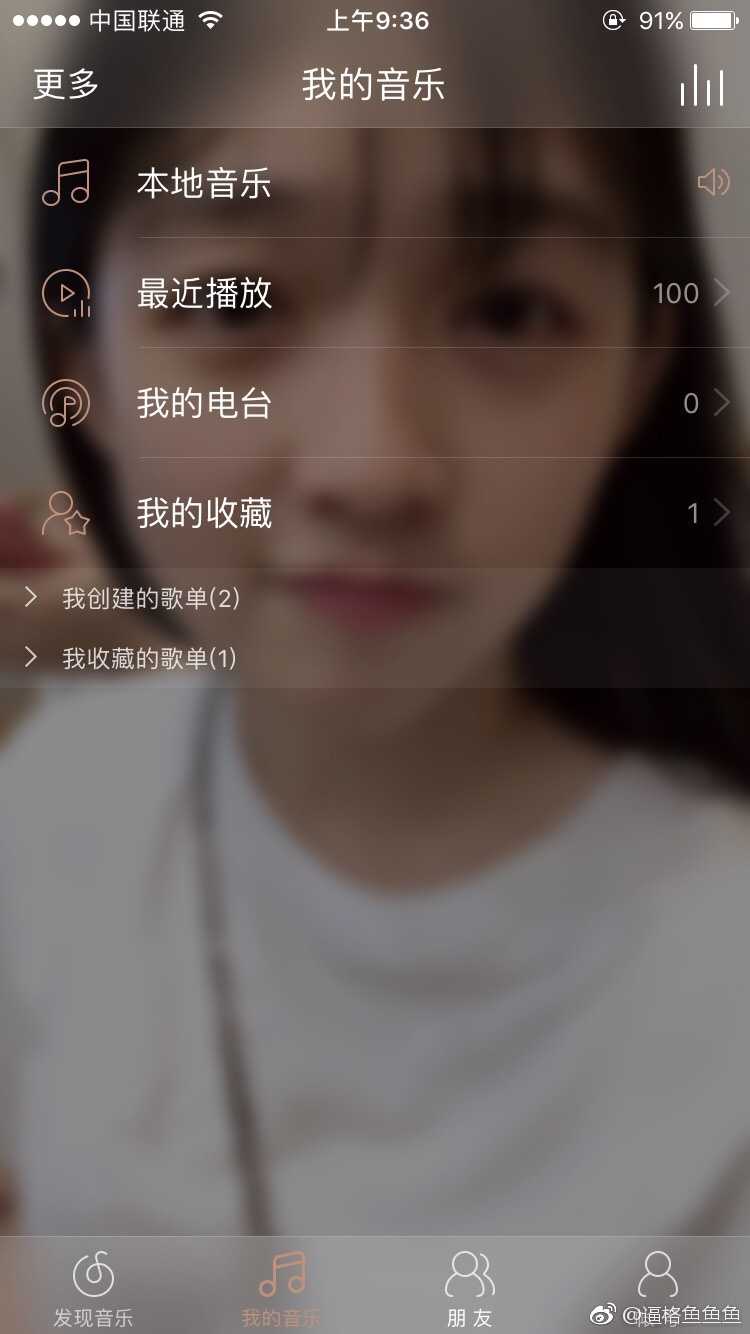 中国联通 上午9:36 91%
更多 我的音乐
本地音乐
最近播放 100
我的电台 0
我的收藏 1
我创建的歌单(2)
我收藏的歌单(1)
发现音乐 我的音乐 朋友
@逼格鱼鱼鱼